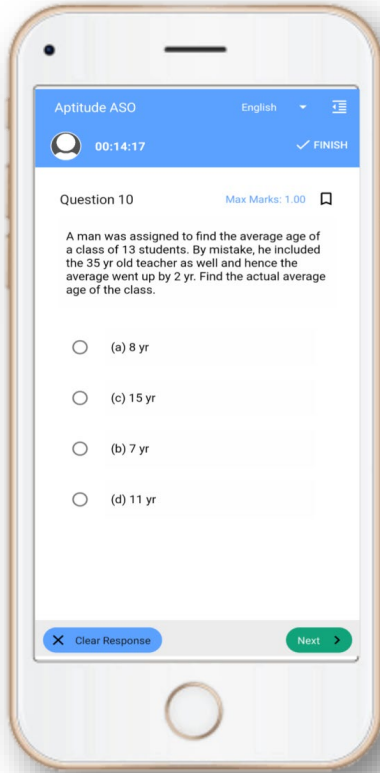 Aptitude ASO English
00:14:17 FINISH
Question 10 Max Marks: 1.00
A man was assigned to find the average age of
a class of 13 students. By mistake, he included
the 35 yr old teacher as well and hence the
average went up by 2 yr. Find the actual average
age of the class.
(a) 8 yr
(c) 15 yr
(b) 7 yr
(d) 11 yr
Clear Response Next